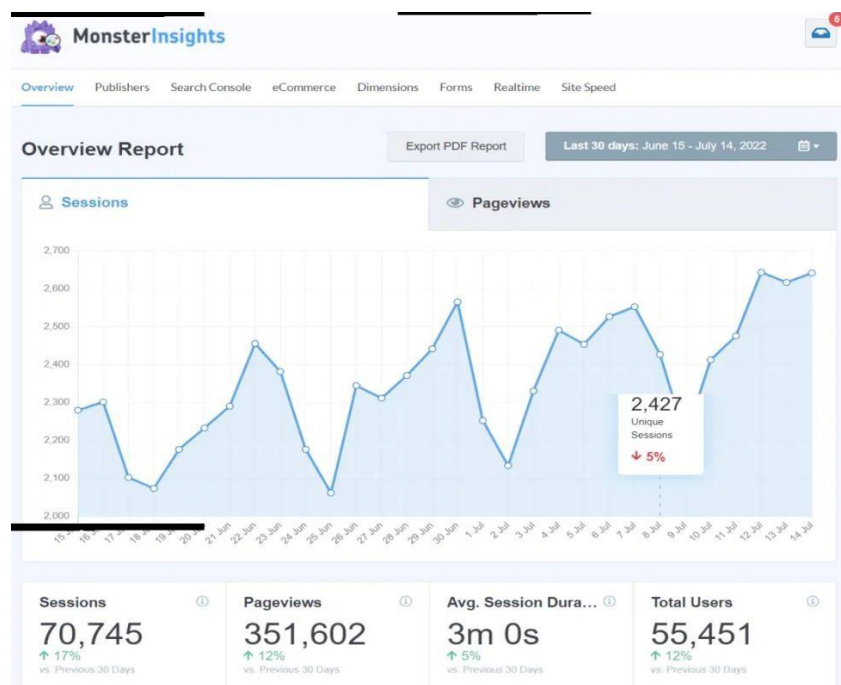 MonsterInsights
6
Overview Publishers Search Console eCommerce Dimensions Forms Realtime Site Speed
Overview Report
Export PDF Report
Last 30 days: June 15 - July 14, 2022
Sessions
Pageviews
2,700
2,600
2,500
2,400
2,300
2,200
2,100
2,000
2,427
Unique
Sessions
5%
15 Jun 16 Jun 17 Jun 18 Jun 19 Jun 20 Jun 21 Jun 22 Jun 23 Jun 24 Jun 25 Jun 26 Jun 27 Jun 28 Jun 29 Jun 30 Jun 1 Jul 2 Jul 3 Jul 4 Jul 5 Jul 6 Jul 7 Jul 8 Jul 9 Jul 10 Jul 11 Jul 12 Jul 13 Jul 14 Jul
Sessions
70,745
17%
vs. Previous 30 Days
Pageviews
351,602
12%
vs. Previous 30 Days
Avg. Session Dura...
3m 0s
5%
vs. Previous 30 Days
Total Users
55,451
12%
vs. Previous 30 Days